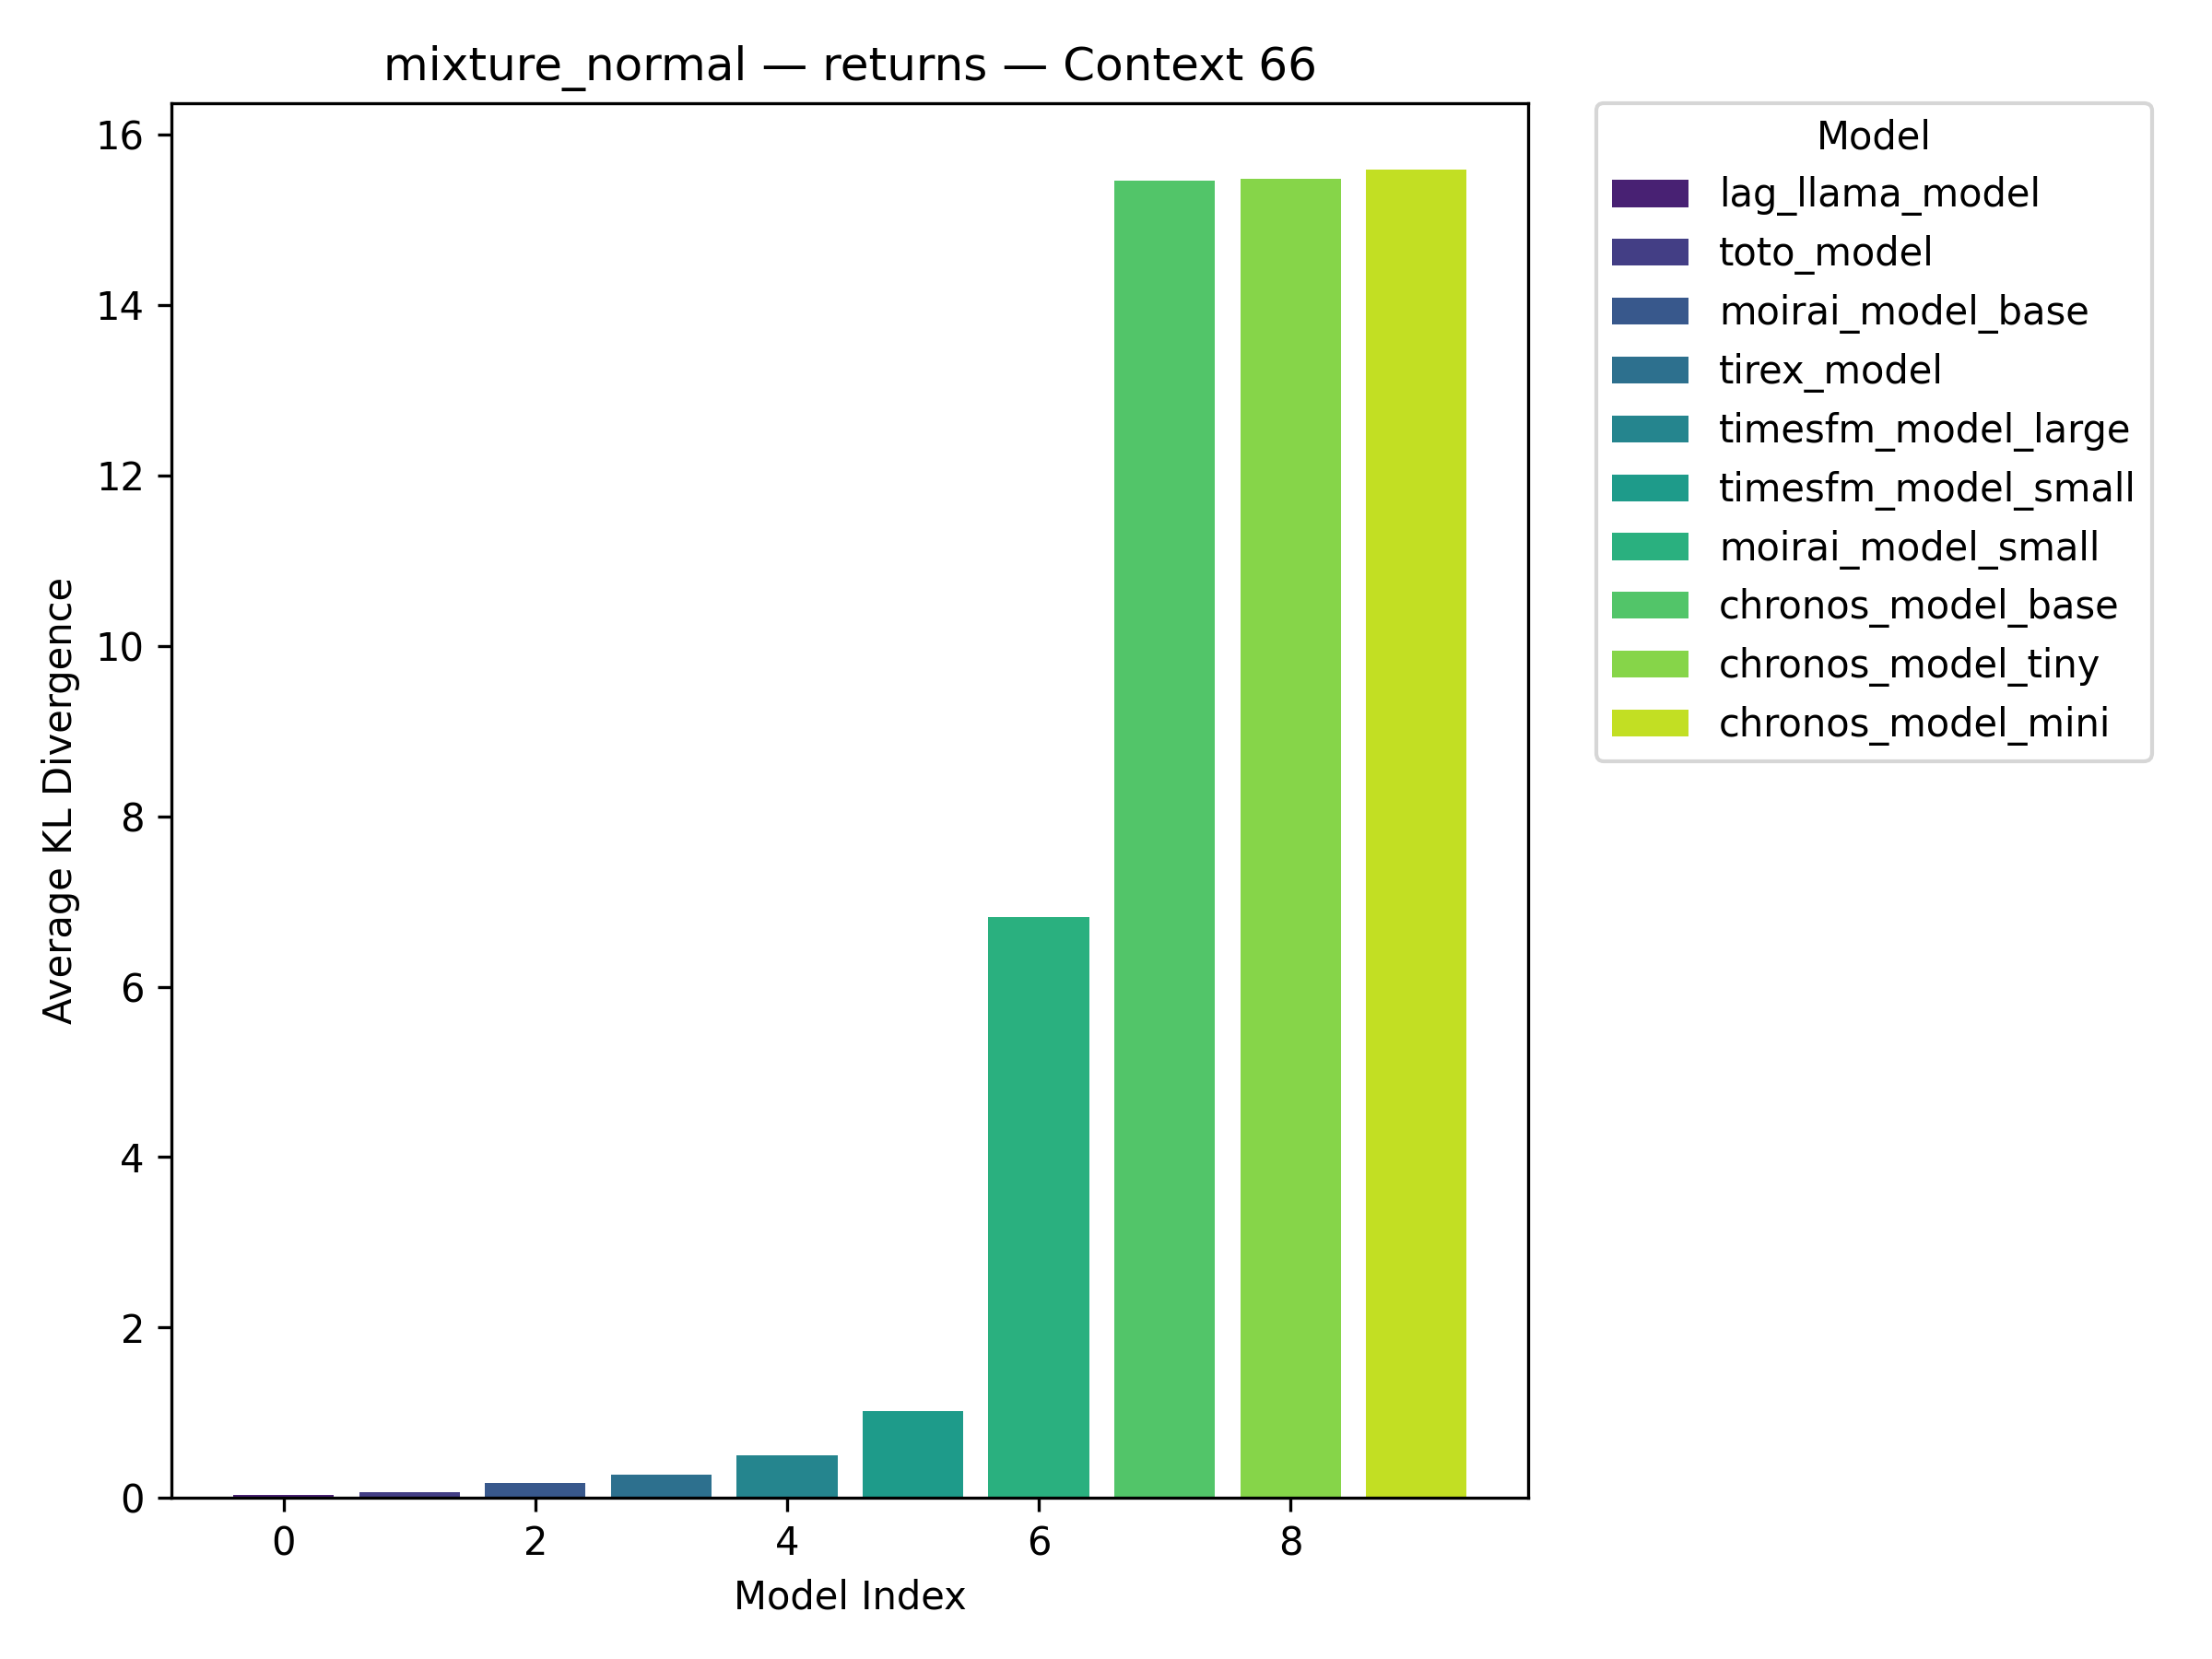 mixture_normal — returns — Context 66
16
14
12
10
8
6
4
2
0
Average KL Divergence
0 2 4 6 8
Model Index
Model
lag_llama_model
toto_model
moirai_model_base
tirex_model
timesfm_model_large
timesfm_model_small
moirai_model_small
chronos_model_base
chronos_model_tiny
chronos_model_mini